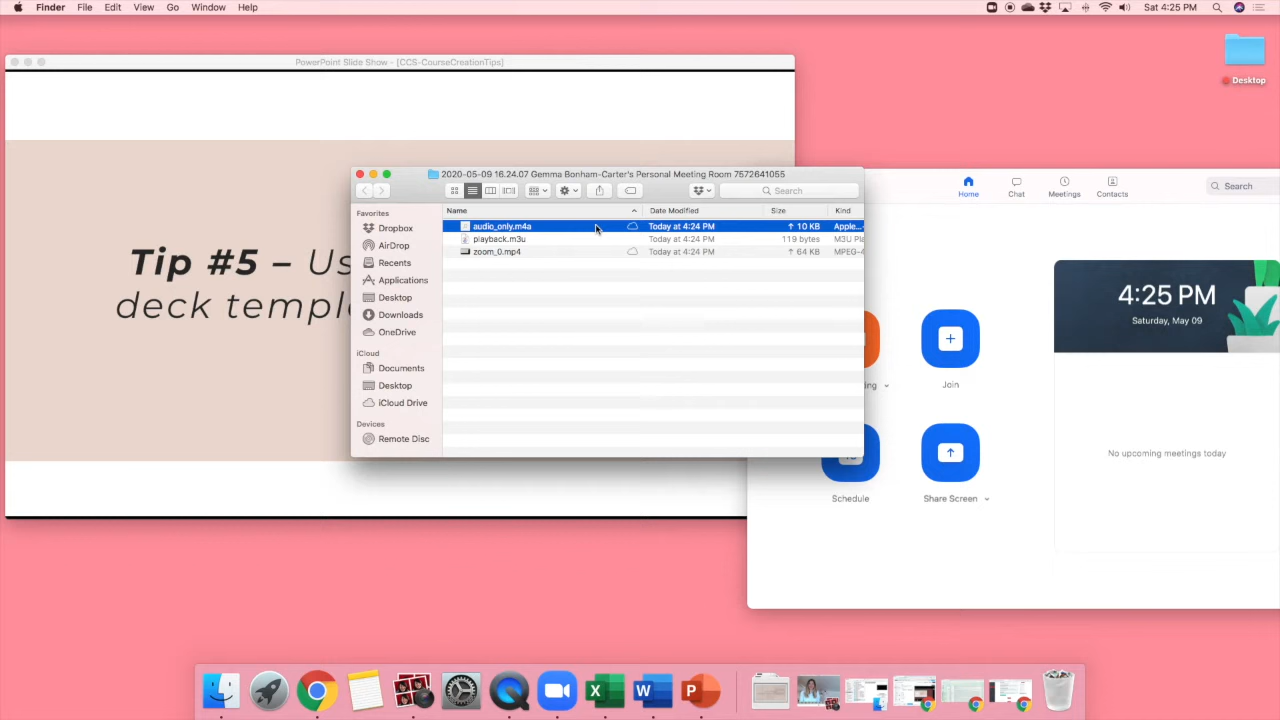 Finder File Edit View Go Window Help Sat 4:25 PM
Desktop
PowerPoint Slide Show - [CCS-CourseCreationTips]
Tip #5 – Us
deck templ
2020-05-09 16.24.07 Gemma Bonham-Carter's Personal Meeting Room 7572641055
Search
Favorites
Dropbox
AirDrop
Recents
Applications
Desktop
Downloads
OneDrive
iCloud
Documents
Desktop
iCloud Drive
Devices
Remote Disc
Name Date Modified Size Kind
audio_only.m4a Today at 4:24 PM 10 KB Apple...
playback.m3u Today at 4:24 PM 119 bytes M3U Pla
zoom_0.mp4 Today at 4:24 PM 64 KB MPEG-4
Home Chat Meetings Contacts Search
4:25 PM
Saturday, May 09
ing
Join
No upcoming meetings today
Schedule
Share Screen